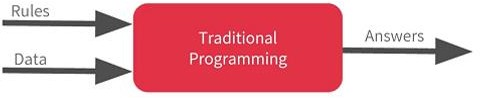 Rules
Data
Traditional
Programming
Answers